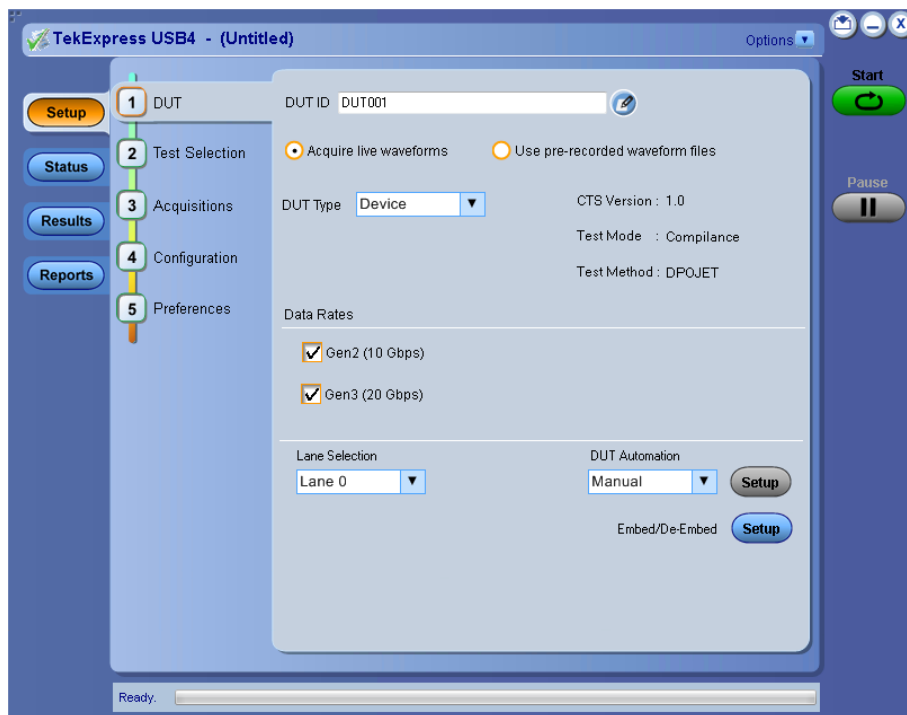 TekExpress USB4 - (Untitled)
Options
X
Start
Setup
Status
Results
Reports
1 DUT
2 Test Selection
3 Acquisitions
4 Configuration
5 Preferences
DUT ID DUT001
Acquire live waveforms
Use pre-recorded waveform files
DUT Type Device
CTS Version : 1.0
Test Mode : Compilance
Test Method : DPOJET
Pause
Data Rates
Gen2 (10 Gbps)
Gen3 (20 Gbps)
Lane Selection
Lane 0
DUT Automation
Manual
Setup
Embed/De-Embed
Setup
Ready.